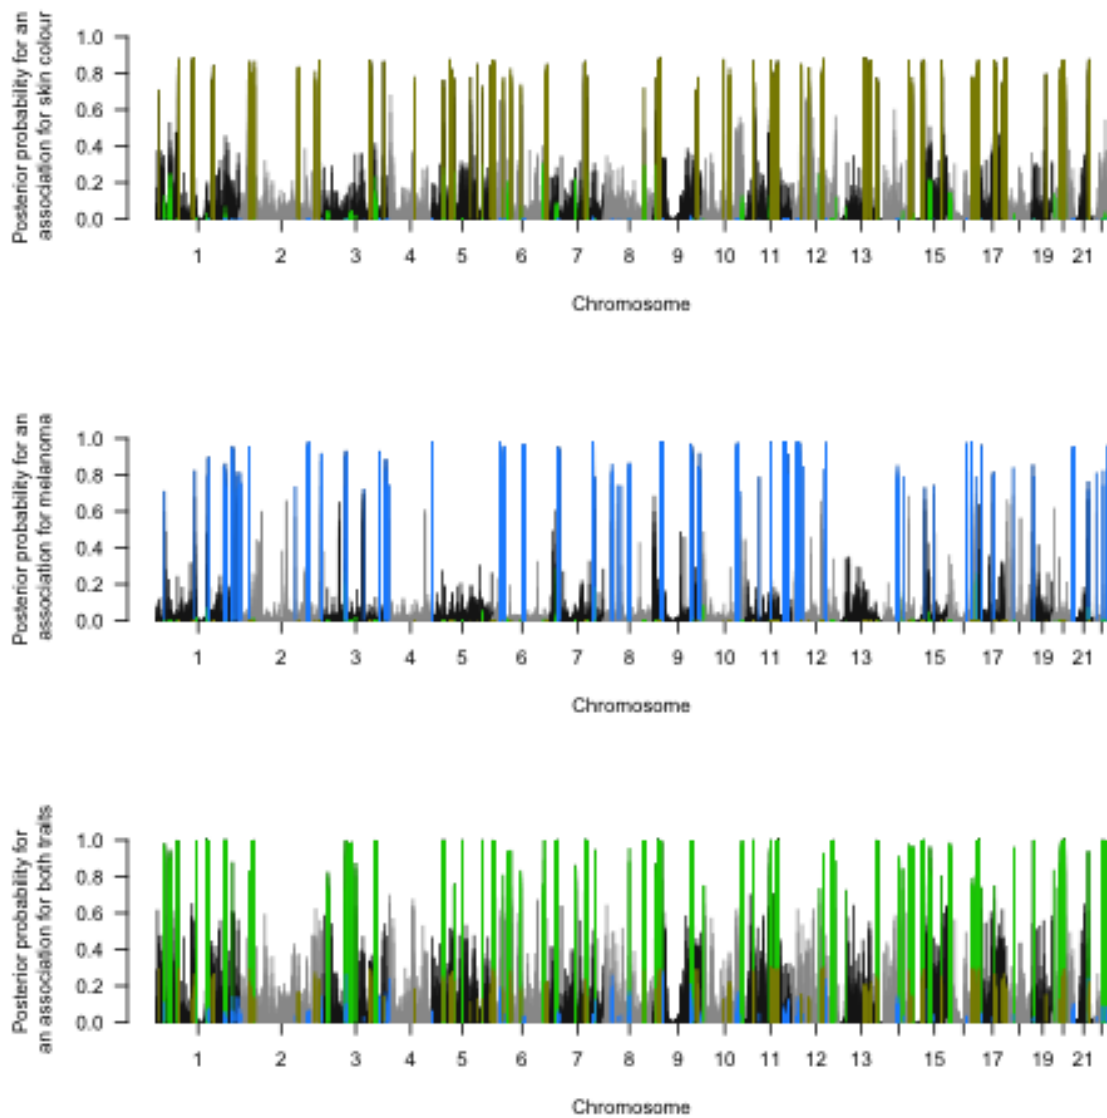 Posterior probability for an
association for skin colour
1.0
0.8
0.6
0.4
0.2
0.0
1 2 3 4 5 6 7 8 9 10 11 12 13 15 17 19 21
Chromosome
Posterior probability for an
association for melanoma
1.0
0.8
0.6
0.4
0.2
0.0
1 2 3 4 5 6 7 8 9 10 11 12 13 15 17 19 21
Chromosome
Posterior probability for
an association for both traits
1.0
0.8
0.6
0.4
0.2
0.0
1 2 3 4 5 6 7 8 9 10 11 12 13 15 17 19 21
Chromosome